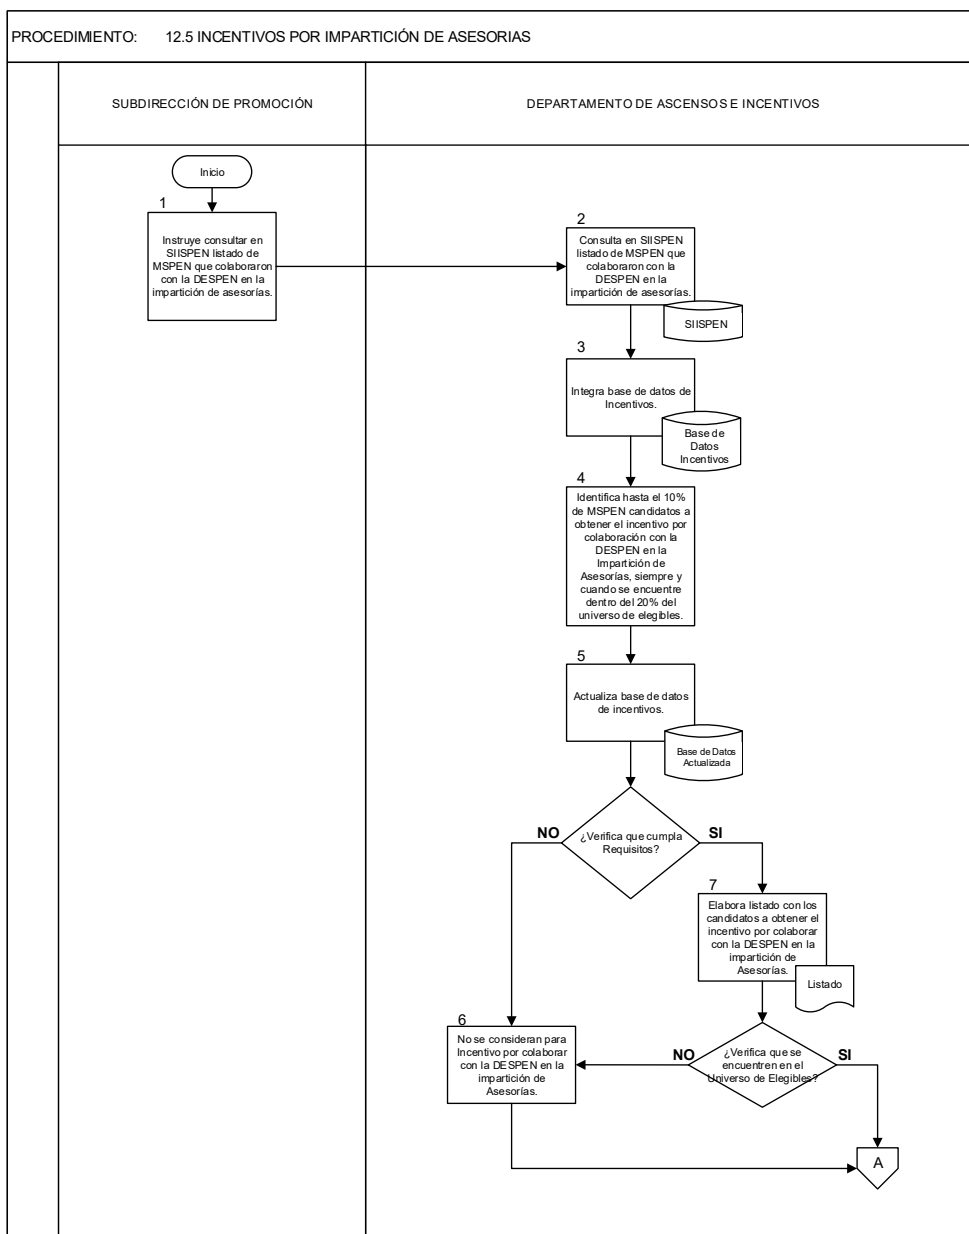 PROCEDIMIENTO: 12.5 INCENTIVOS POR IMPARTICIÓN DE ASESORIAS
SUBDIRECCIÓN DE PROMOCIÓN
DEPARTAMENTO DE ASCENSOS E INCENTIVOS
Inicio
1
Instruye consultar en
SIISPEN listado de
MSPEN que colaboraron
con la DESPEN en la
impartición de asesorías.
2
Consulta en SIISPEN
listado de MSPEN que
colaboraron con la
DESPEN en la
impartición de asesorías.
SIISPEN
3
Integra base de datos de
Incentivos.
Base de
Datos
Incentivos
4
Identifica hasta el 10%
de MSPEN candidatos a
obtener el incentivo por
colaboración con la
DESPEN en la
Impartición de
Asesorías, siempre y
cuando se encuentre
dentro del 20% del
universo de elegibles.
5
Actualiza base de datos
de incentivos.
Base de Datos
Actualizada
¿Verifica que cumpla
Requisitos?
NO
SI
7
Elabora listado con los
candidatos a obtener el
incentivo por colaborar
con la DESPEN en la
impartición de
Asesorías.
Listado
6
No se consideran para
Incentivo por colaborar
con la DESPEN en la
impartición de
Asesorías.
¿Verifica que se
encuentren en el
Universo de Elegibles?
NO
SI
A